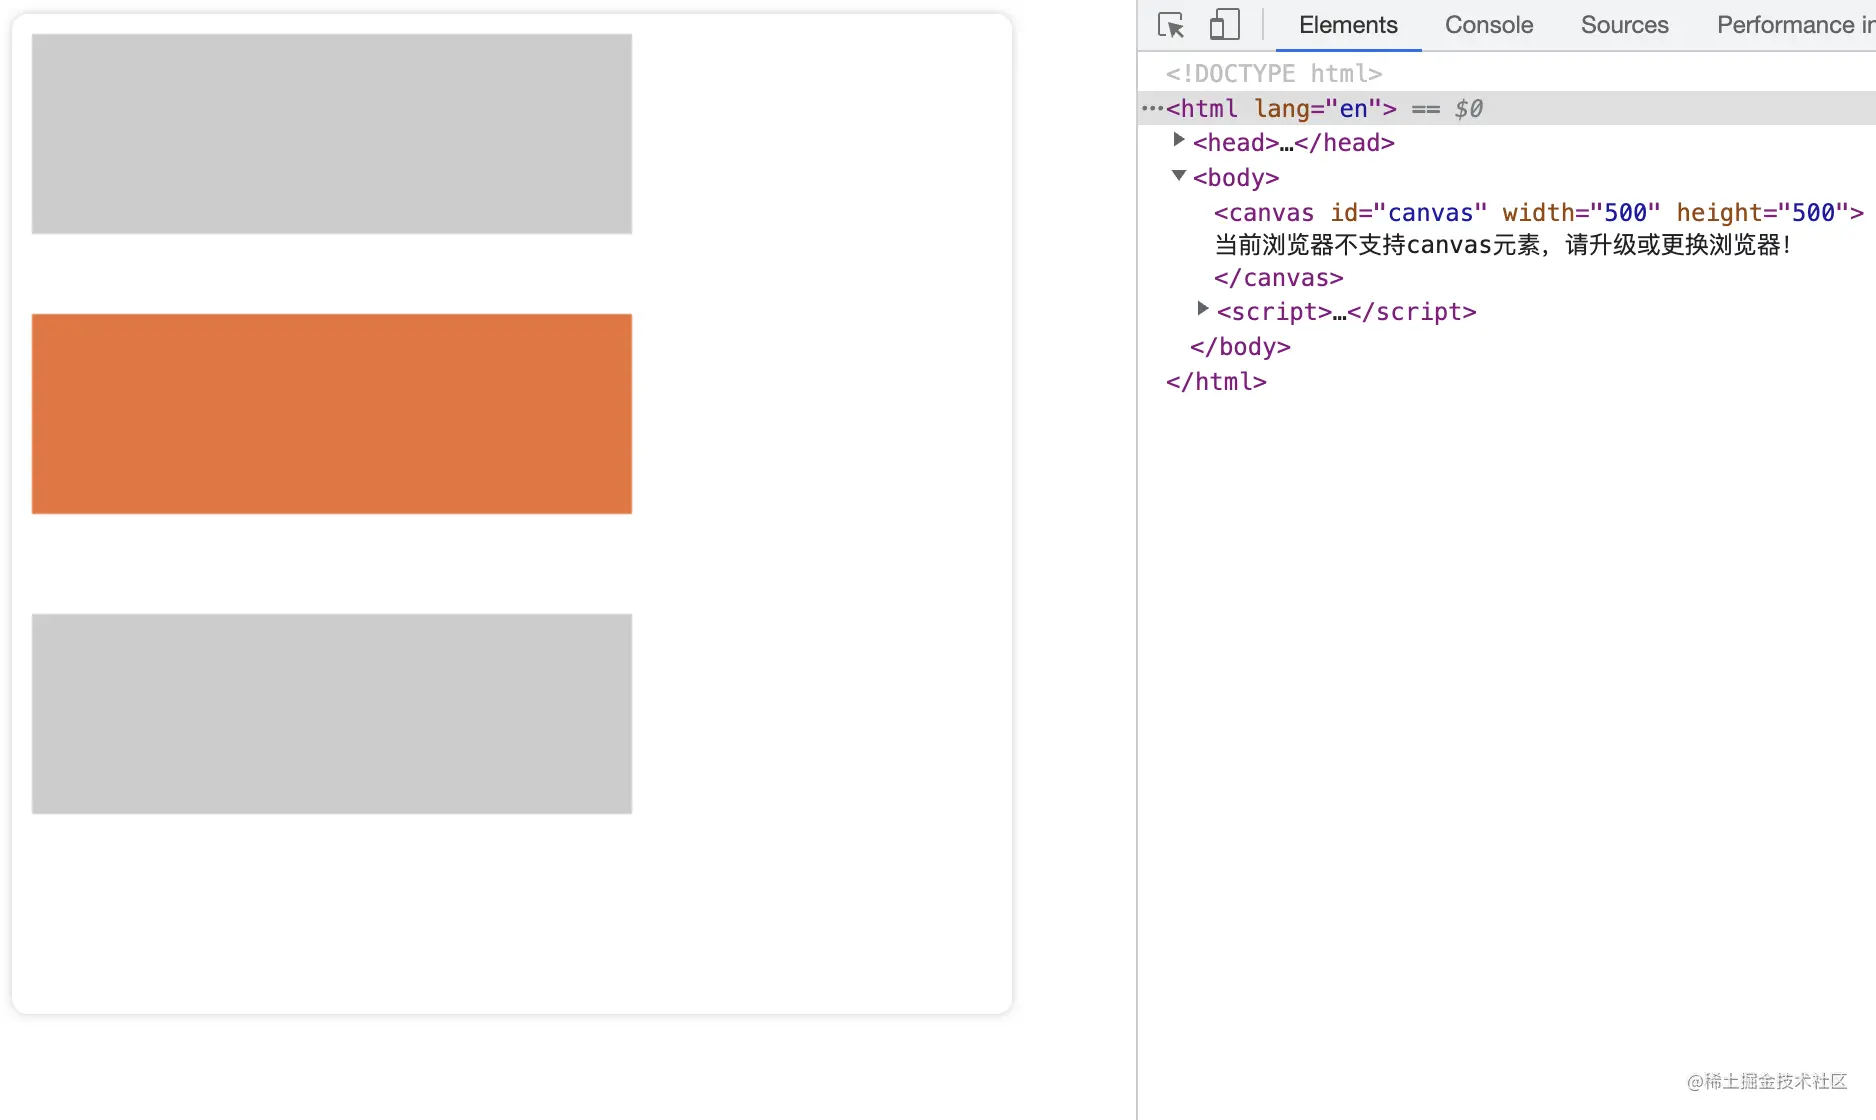 Elements Console Sources Performance in
<!DOCTYPE html>
…<html lang="en"> == $0
<head>…</head>
<body>
<canvas id="canvas" width="500" height="500">
当前浏览器不支持canvas元素，请升级或更换浏览器！
</canvas>
<script>…</script>
</body>
</html>
@稀土掘金技术社区